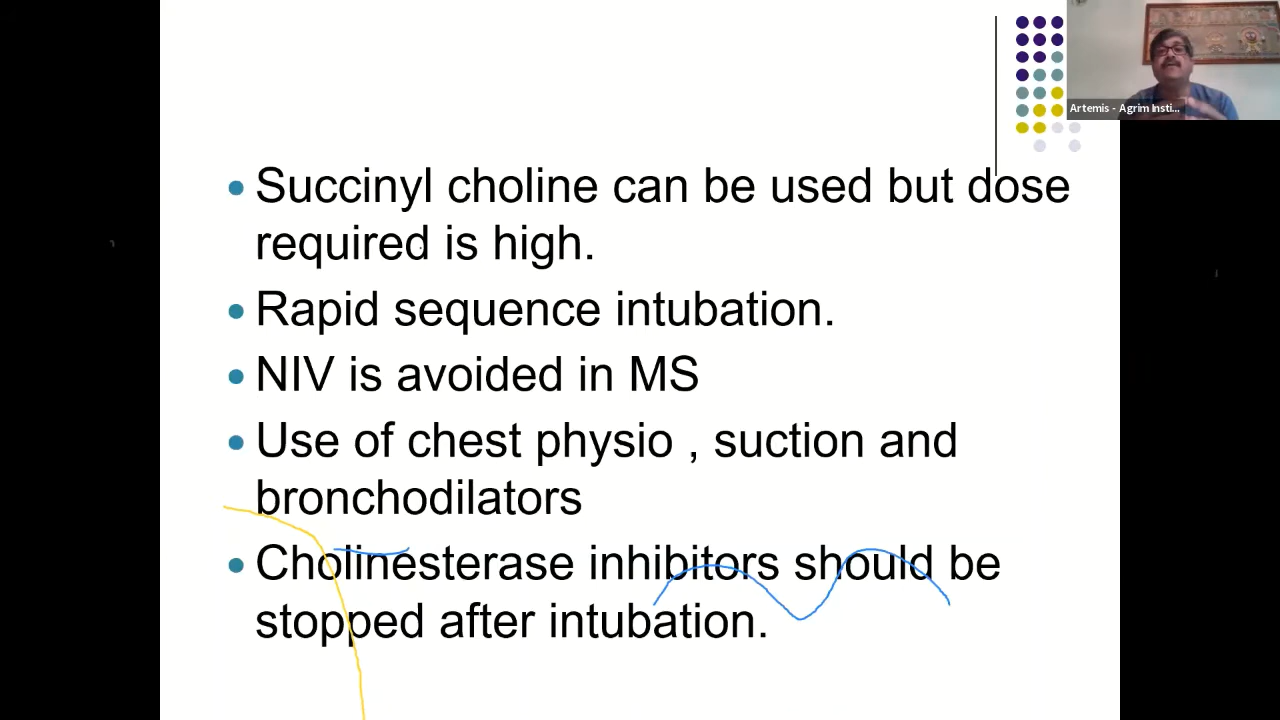 Artemis - Agrim Insti...
Succinyl choline can be used but dose
required is high.
Rapid sequence intubation.
NIV is avoided in MS
Use of chest physio , suction and
bronchodilators
Cholinesterase inhibitors should be
stopped after intubation.